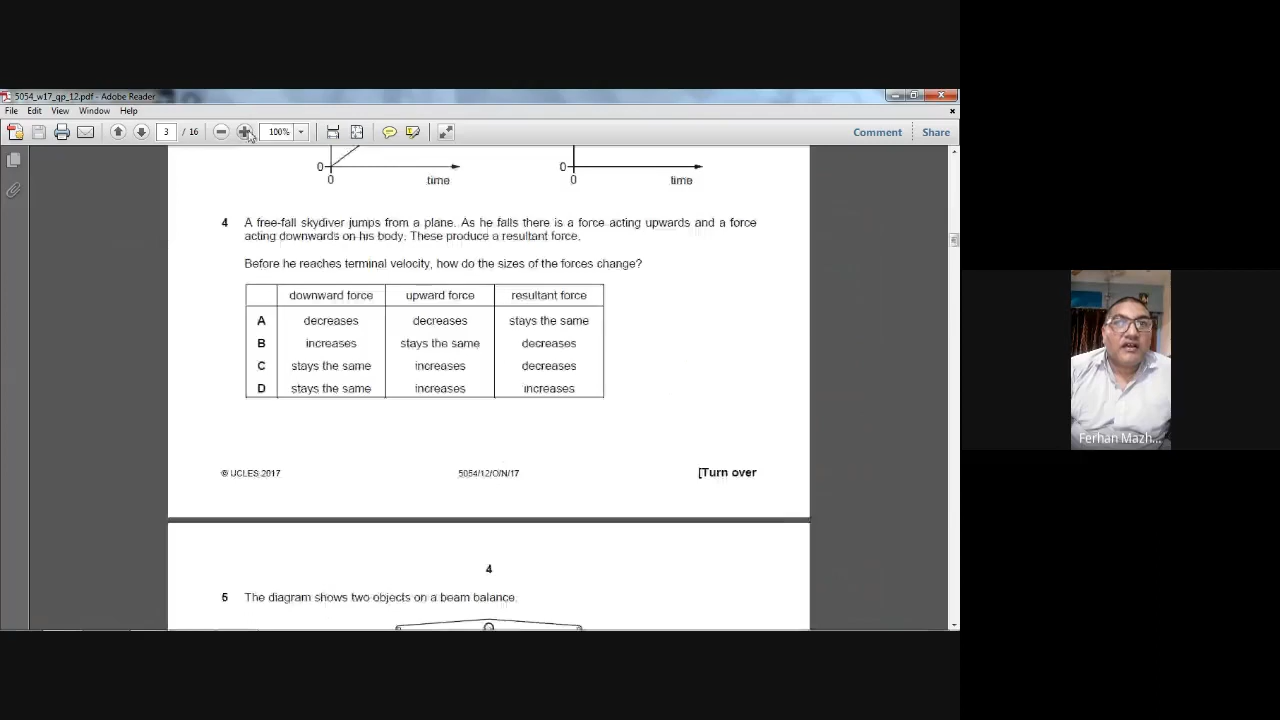 5054_w17_qp_12.pdf - Adobe Reader
File Edit View Window Help
3 / 16 100% Comment Share
0 0
0 time 0 time
4 A free-fall skydiver jumps from a plane. As he falls there is a force acting upwards and a force
acting downwards on his body. These produce a resultant force.
Before he reaches terminal velocity, how do the sizes of the forces change?
downward force upward force resultant force
A decreases decreases stays the same
B increases stays the same decreases
C stays the same increases decreases
D stays the same increases increases
© UCLES 2017 5054/12/O/N/17 [Turn over
4
5 The diagram shows two objects on a beam balance.
Ferhan Mazh...